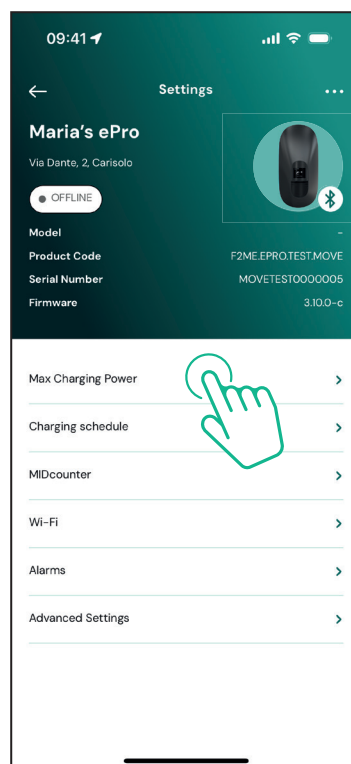 09:41
Settings
Maria's ePro
Via Dante, 2, Carisolo
OFFLINE
Model –
Product Code F2ME.EPRO.TEST.MOVE
Serial Number MOVETEST0000005
Firmware 3.10.0-c
Max Charging Power
Charging schedule
MIDcounter
Wi-Fi
Alarms
Advanced Settings